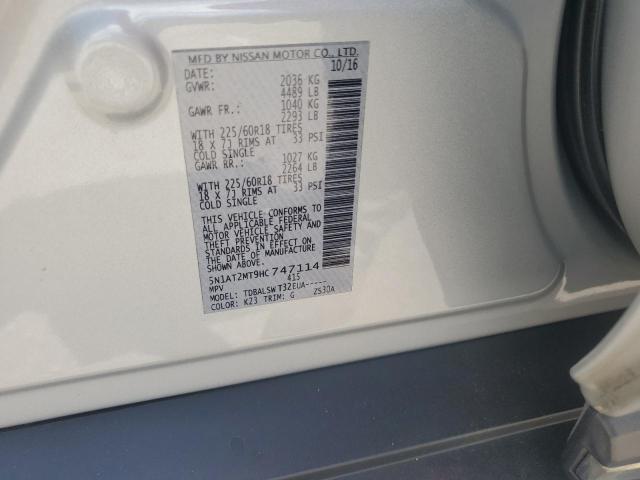 MFD BY NISSAN MOTOR CO., LTD.
DATE: 10/16
GVWR: 2036 KG
4489 LB
GAWR FR.: 1040 KG
2293 LB
WITH 225/60R18 TIRES
18 X 7J RIMS AT 33 PSI
COLD SINGLE
GAWR RR.: 1027 KG
2264 LB
WITH 225/60R18 TIRES
18 X 7J RIMS AT 33 PSI
COLD SINGLE
THIS VEHICLE CONFORMS TO
ALL APPLICABLE FEDERAL
MOTOR VEHICLE SAFETY AND
THEFT PREVENTION
STANDARDS IN EFFECT ON
THE DATE OF MANUFACTURE
SHOWN ABOVE.
5N1AT2MT9HC747114
MPV 415
MODEL: TDBALSW T32EUA-----
COLOR: K23 TRIM: G ZS30A